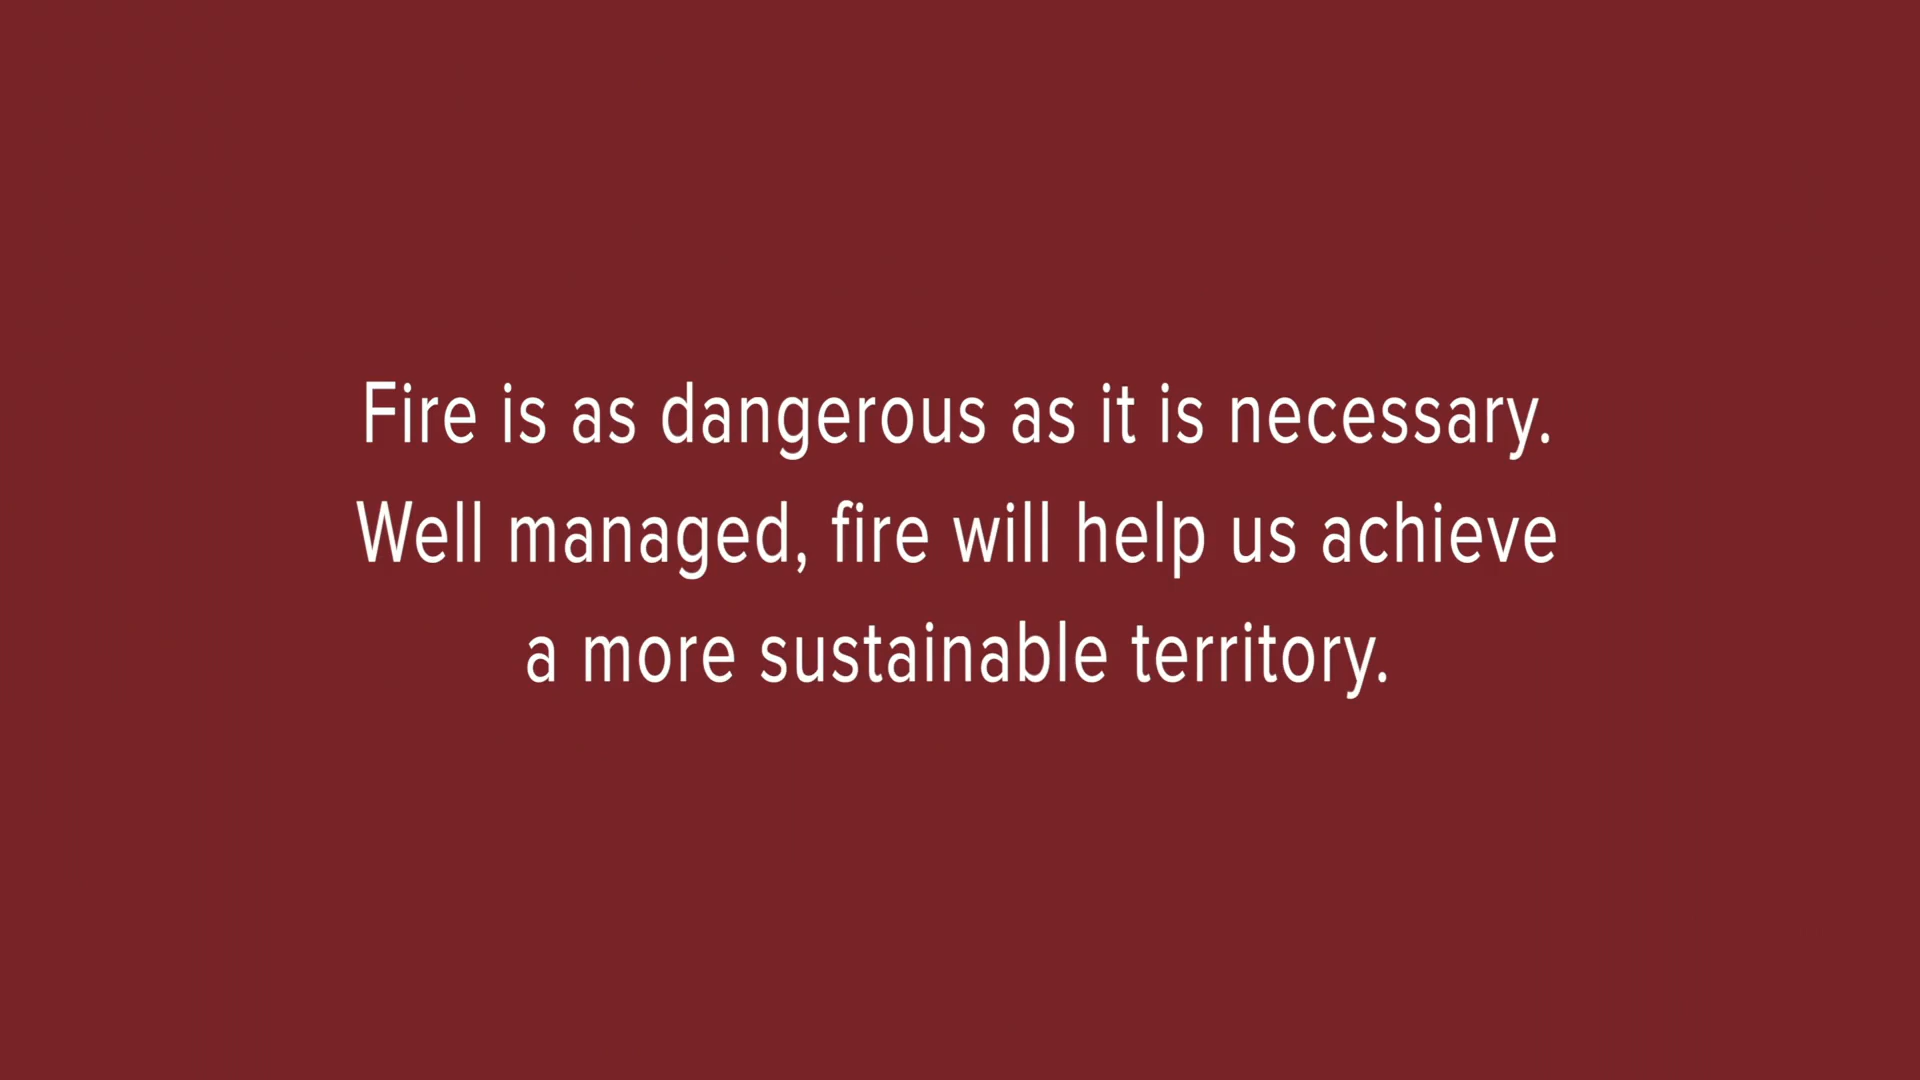 Fire is as dangerous as it is necessary.
Well managed, fire will help us achieve
a more sustainable territory.